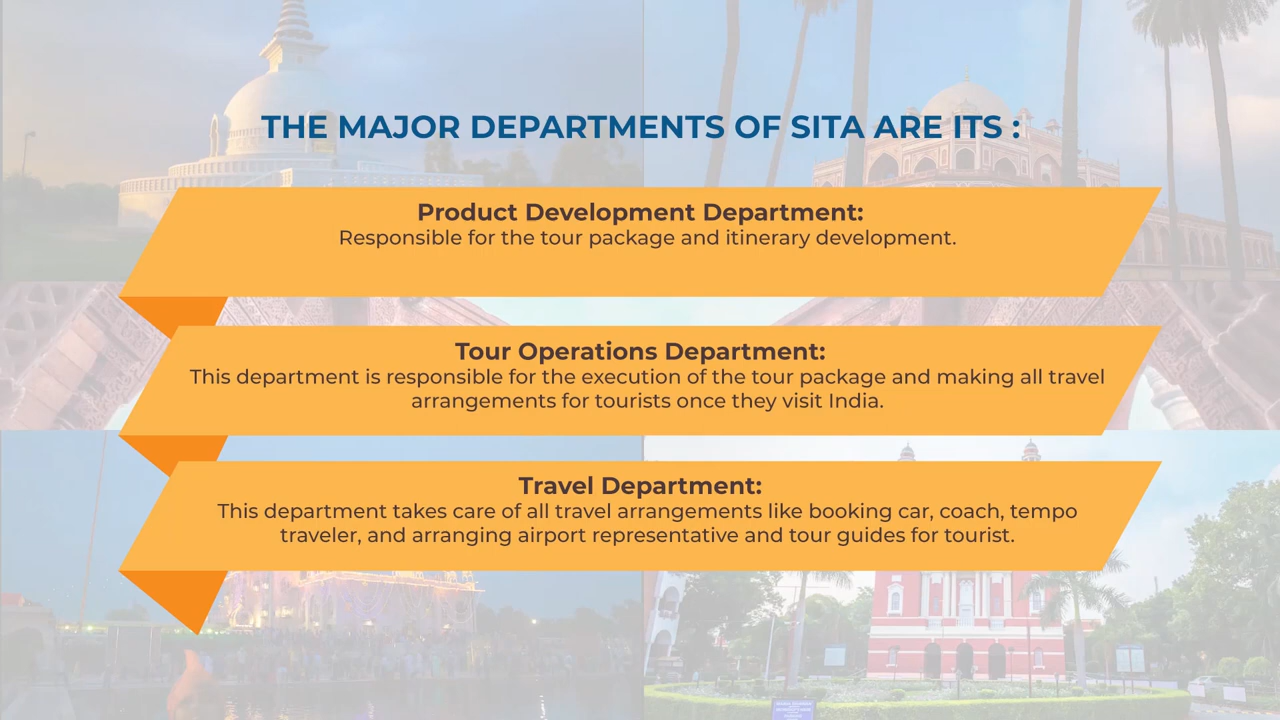 THE MAJOR DEPARTMENTS OF SITA ARE ITS :
Product Development Department:
Responsible for the tour package and itinerary development.
Tour Operations Department:
This department is responsible for the execution of the tour package and making all travel
arrangements for tourists once they visit India.
Travel Department:
This department takes care of all travel arrangements like booking car, coach, tempo
traveler, and arranging airport representative and tour guides for tourist.